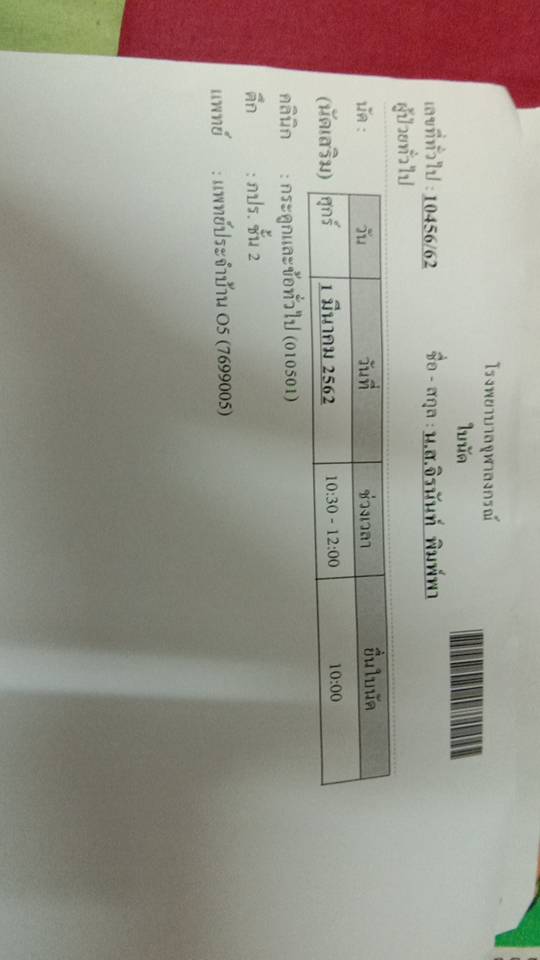 โรงพยาบาลจุฬาลงกรณ์
ใบนัด
เลขที่ทั่วไป : 10456/62 ชื่อ - สกุล : น.ส.จิรนันท์ พิมพ์พา
ผู้ป่วยทั่วไป
นัด : วัน วันที่ ช่วงเวลา ยื่นใบนัด
(นัดเสริม) ศุกร์ 1 มีนาคม 2562 10:30 - 12:00 10:00
คลินิก : กระดูกและข้อทั่วไป (010501)
ตึก : ภปร. ชั้น 2
แพทย์ : แพทย์ประจำบ้าน O5 (7699005)